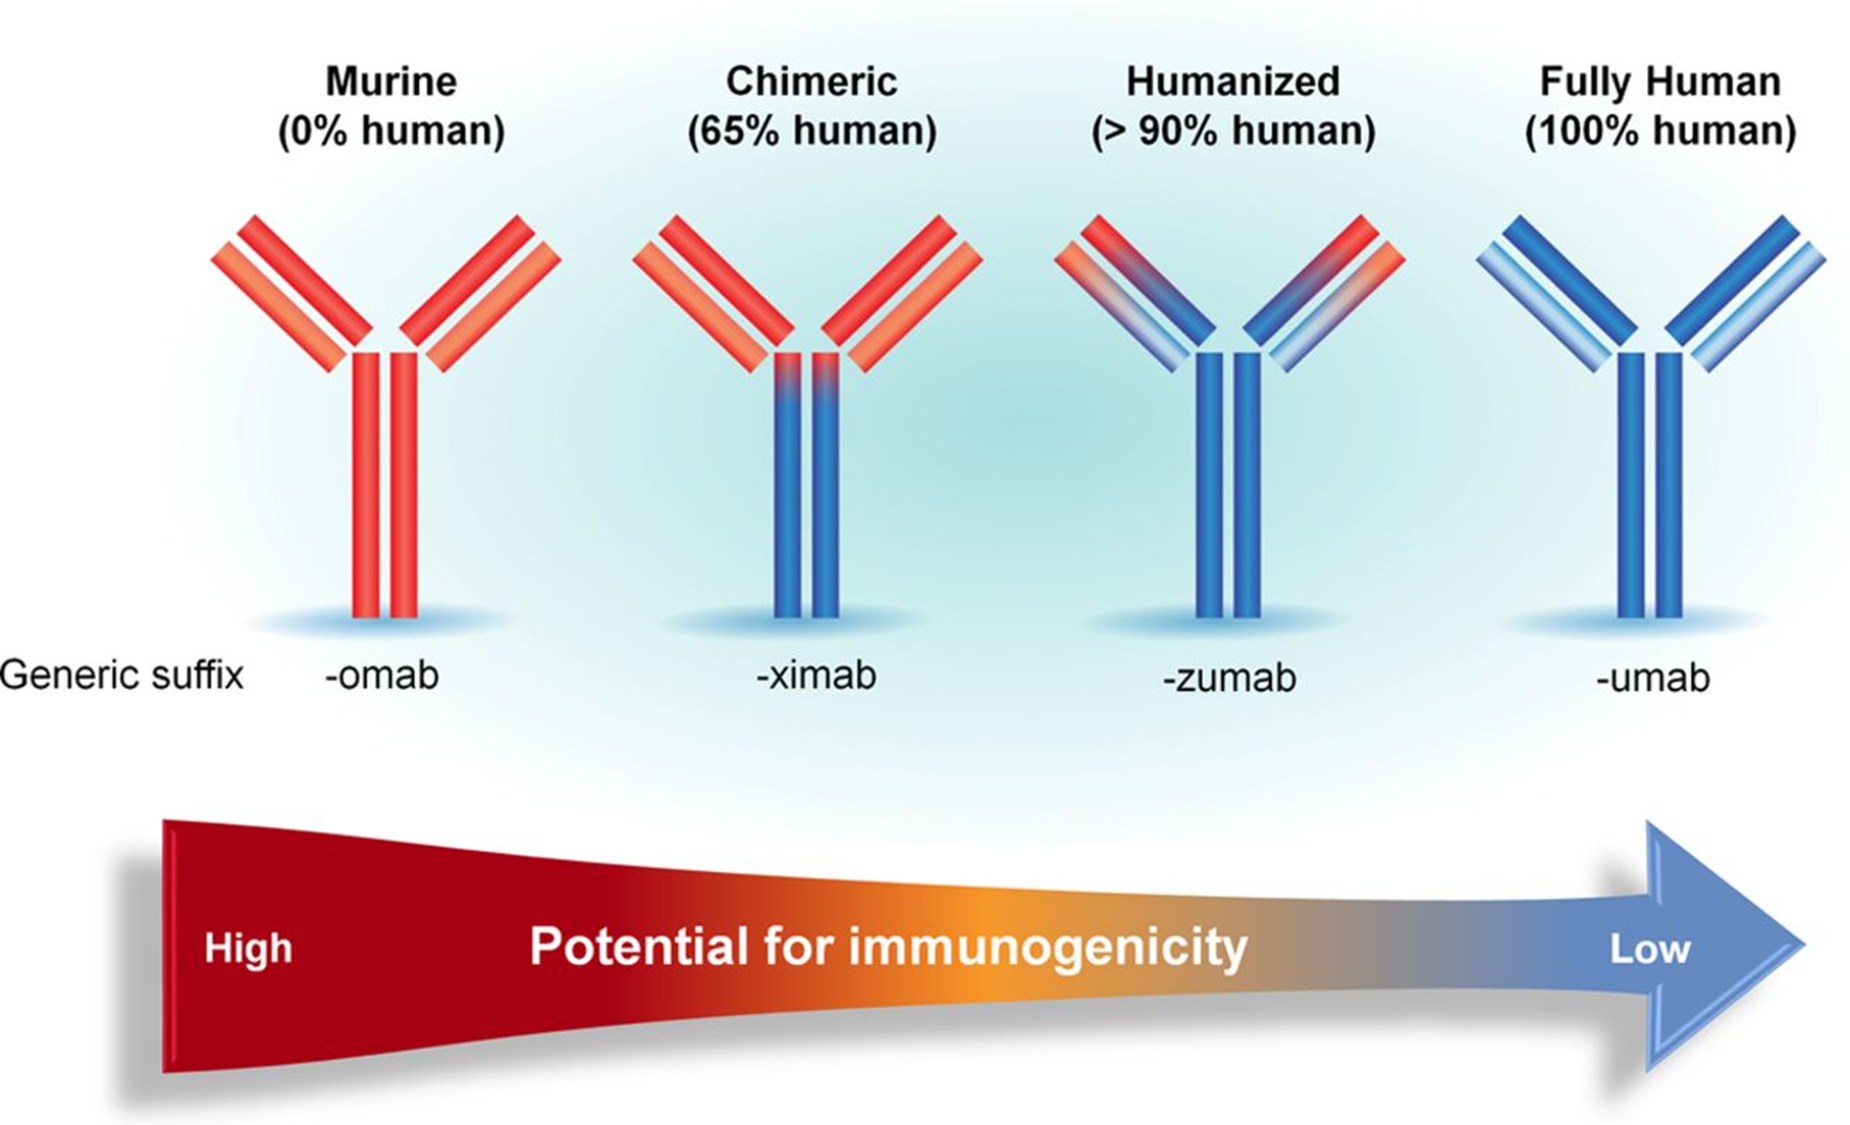 Murine
(0% human)
Chimeric
(65% human)
Humanized
(> 90% human)
Fully Human
(100% human)
Generic suffix
-omab
-ximab
-zumab
-umab
High
Potential for immunogenicity
Low